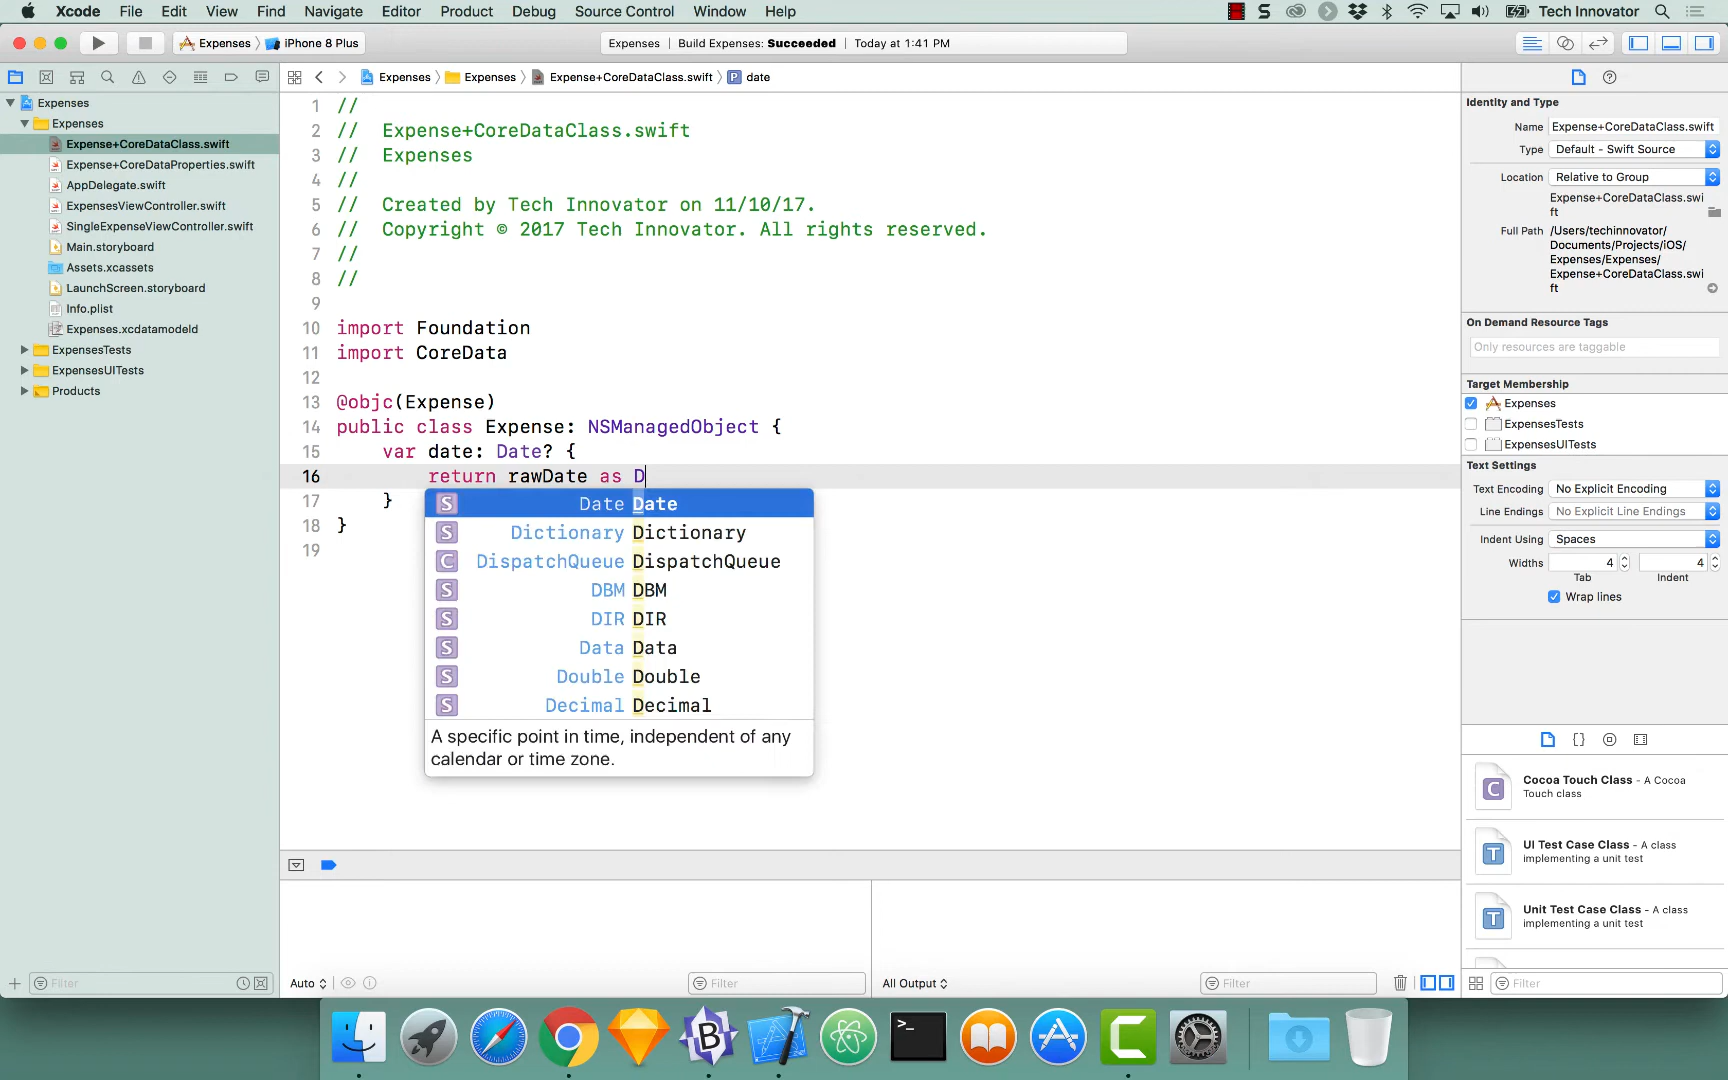 Xcode File Edit View Find Navigate Editor Product Debug Source Control Window Help Tech Innovator
Expenses iPhone 8 Plus Expenses | Build Expenses: Succeeded | Today at 1:41 PM
Expenses Expenses Expense+CoreDataClass.swift P date
Expenses
Expenses
Expense+CoreDataClass.swift
Expense+CoreDataProperties.swift
AppDelegate.swift
ExpensesViewController.swift
SingleExpenseViewController.swift
Main.storyboard
Assets.xcassets
LaunchScreen.storyboard
Info.plist
Expenses.xcdatamodeld
ExpensesTests
ExpensesUITests
Products
Filter
1 //
2 // Expense+CoreDataClass.swift
3 // Expenses
4 //
5 // Created by Tech Innovator on 11/10/17.
6 // Copyright © 2017 Tech Innovator. All rights reserved.
7 //
8 //
9
10 import Foundation
11 import CoreData
12
13 @objc(Expense)
14 public class Expense: NSManagedObject {
15 var date: Date? {
16 return rawDate as D
17 }
18 }
19
S Date Date
S Dictionary Dictionary
C DispatchQueue DispatchQueue
S DBM DBM
S DIR DIR
S Data Data
S Double Double
S Decimal Decimal
A specific point in time, independent of any
calendar or time zone.
Auto Filter All Output Filter
Identity and Type
Name Expense+CoreDataClass.swift
Type Default - Swift Source
Location Relative to Group
Expense+CoreDataClass.swi
ft
Full Path /Users/techinnovator/
Documents/Projects/iOS/
Expenses/Expenses/
Expense+CoreDataClass.swi
ft
On Demand Resource Tags
Only resources are taggable
Target Membership
Expenses
ExpensesTests
ExpensesUITests
Text Settings
Text Encoding No Explicit Encoding
Line Endings No Explicit Line Endings
Indent Using Spaces
Widths 4 4
Tab Indent
Wrap lines
{}
C Cocoa Touch Class - A Cocoa
Touch class
T UI Test Case Class - A class
implementing a unit test
T Unit Test Case Class - A class
implementing a unit test
Filter